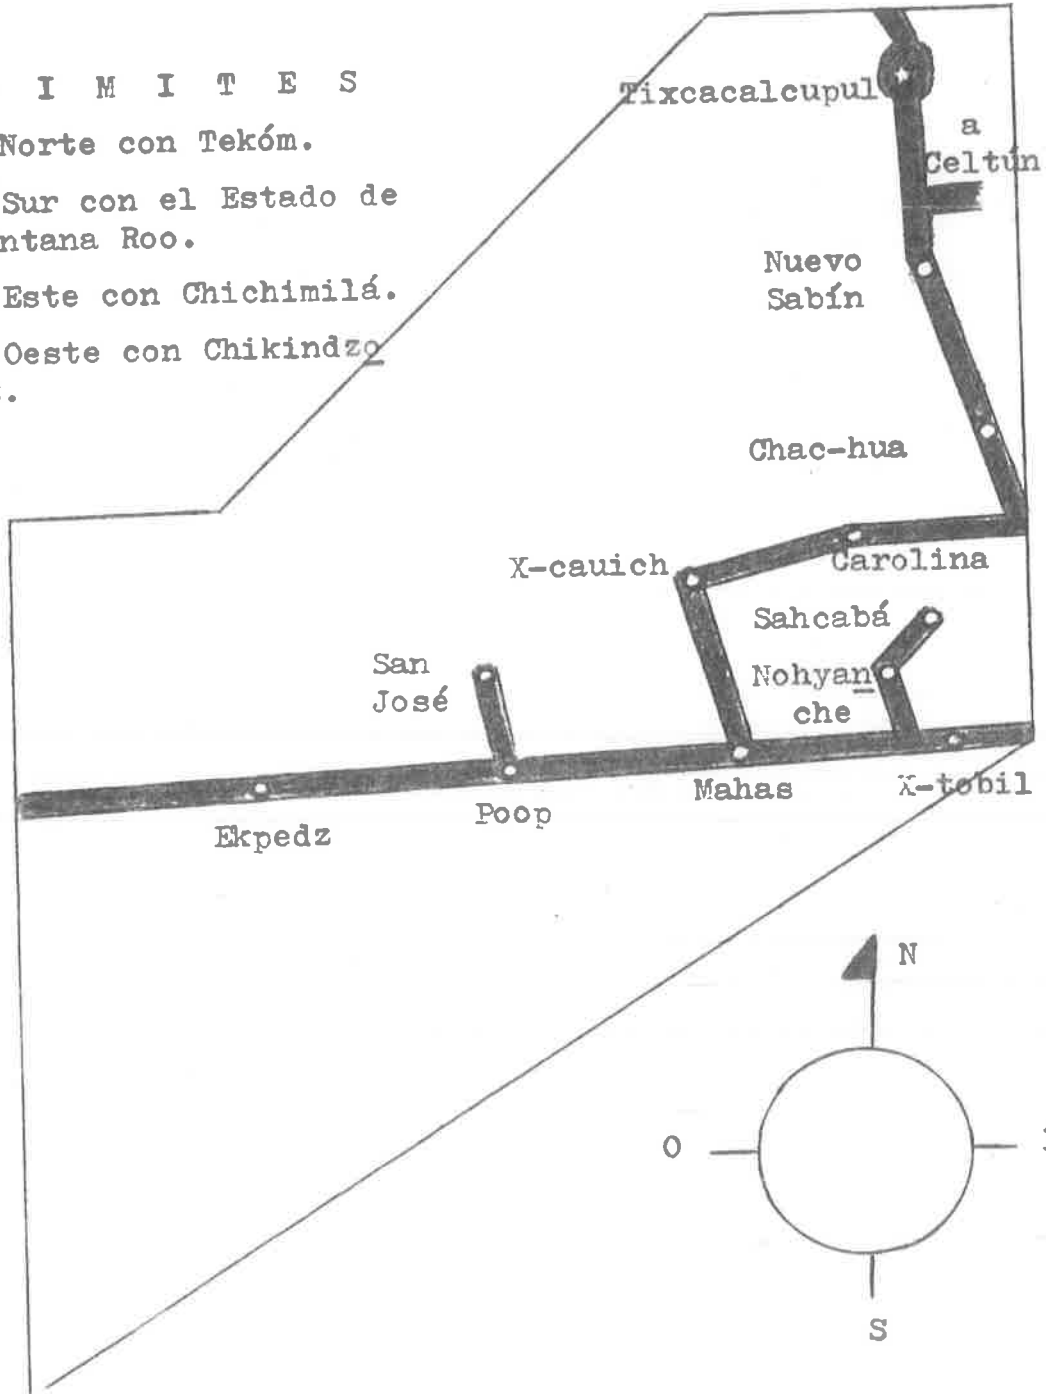 I M I T E S
Norte con Tekóm.
Sur con el Estado de
ntana Roo.
Este con Chichimilá.
Oeste con Chikindzo
.
Tixcacalcupul
a
Celtún
Nuevo
Sabín
Chac-hua
X-cauich
Carolina
Sahcabá
San
José
Nohyan
che
Mahas
X-tobil
Poop
Ekpedz
N
O
S